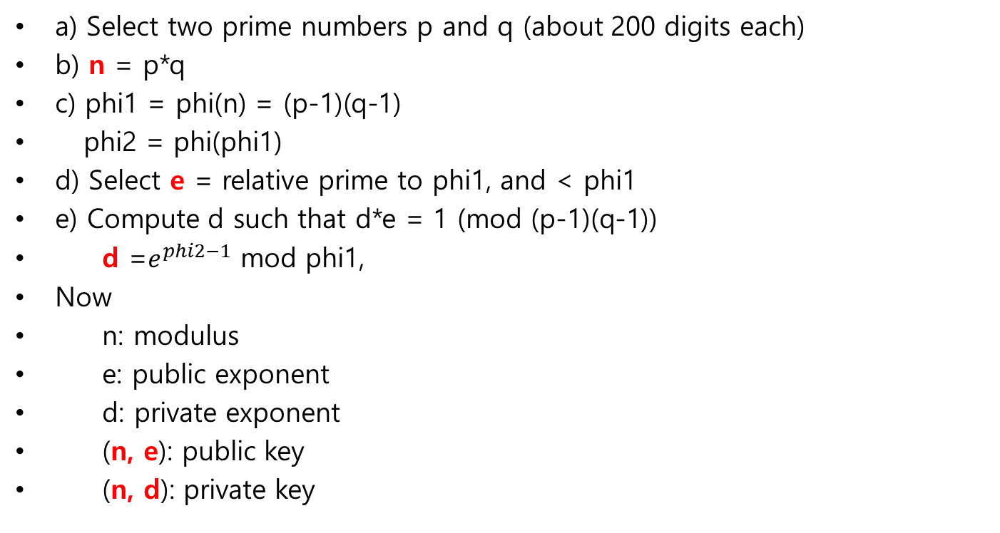 • a) Select two prime numbers p and q (about 200 digits each)
• b) n = p*q
• c) phi1 = phi(n) = (p-1)(q-1)
• phi2 = phi(phi1)
• d) Select e = relative prime to phi1, and < phi1
• e) Compute d such that d*e = 1 (mod (p-1)(q-1))
• d =e^{phi2−1} mod phi1,
• Now
• n: modulus
• e: public exponent
• d: private exponent
• (n, e): public key
• (n, d): private key